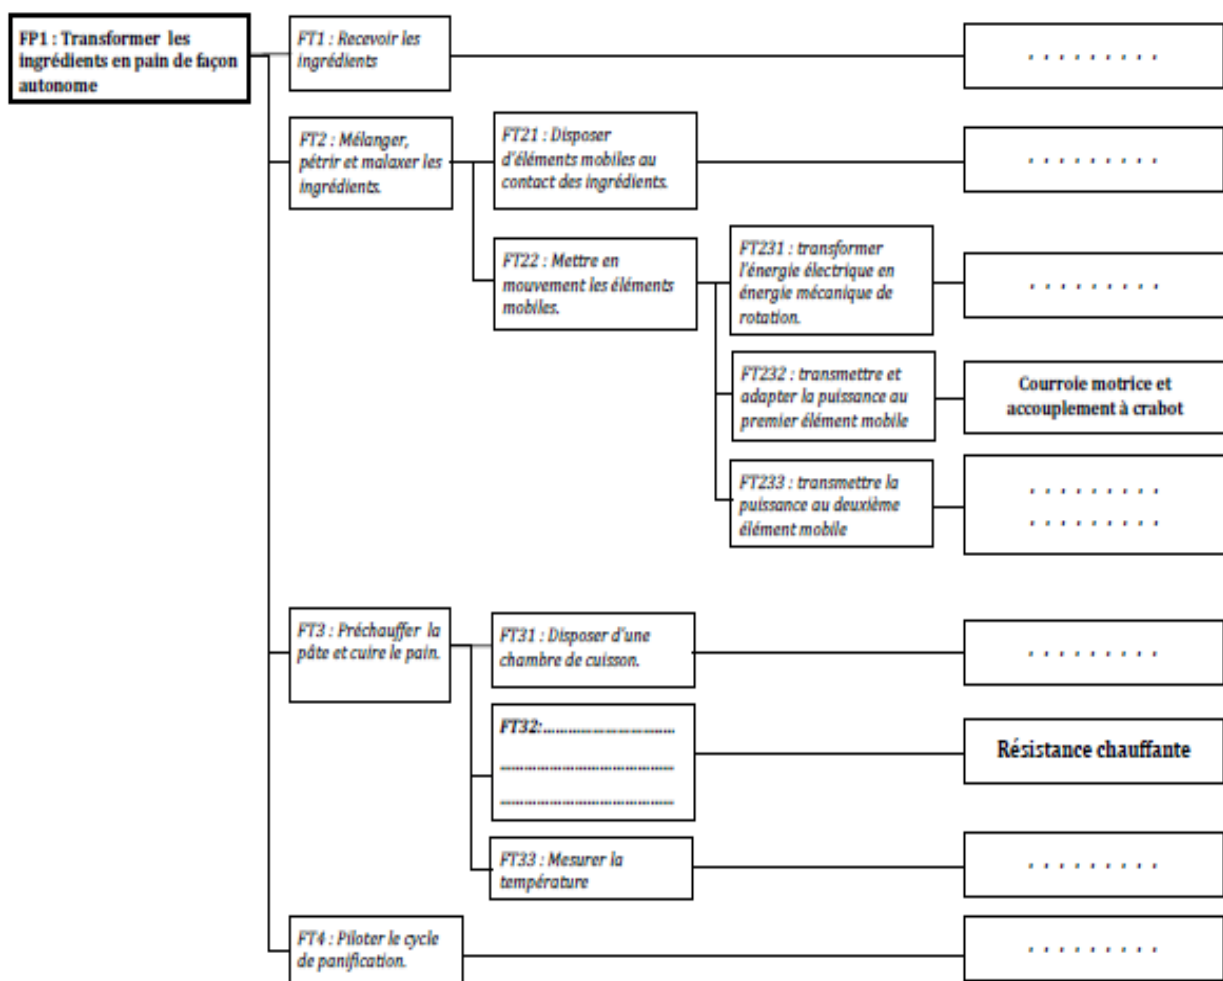 FP1 : Transformer les
ingrédients en pain de façon
autonome
FT1 : Recevoir les
ingrédients
. . . . . . . . .
FT2 : Mélanger,
pétrir et malaxer les
ingrédients.
FT21 : Disposer
d'éléments mobiles au
contact des ingrédients.
. . . . . . . . .
FT22 : Mettre en
mouvement les éléments
mobiles.
FT231 : transformer
l'énergie électrique en
énergie mécanique de
rotation.
. . . . . . . . .
FT232 : transmettre et
adapter la puissance au
premier élément mobile
Courroie motrice et
accouplement à crabot
FT233 : transmettre la
puissance au deuxième
élément mobile
. . . . . . . . .
. . . . . . . . .
FT3 : Préchauffer la
pâte et cuire le pain.
FT31 : Disposer d'une
chambre de cuisson.
. . . . . . . . .
FT32:................................
..........................................
..........................................
Résistance chauffante
FT33 : Mesurer la
température
. . . . . . . . .
FT4 : Piloter le cycle
de panification.
. . . . . . . . .